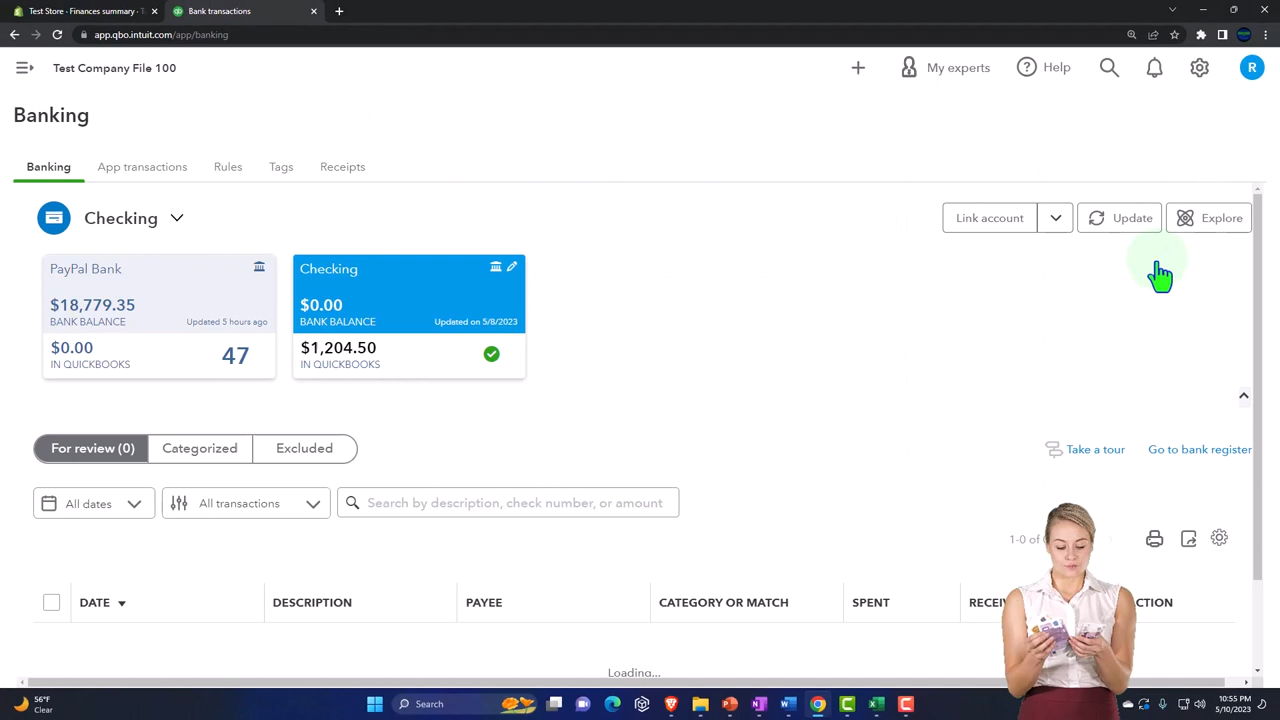 Test Store - Finances summary - T
Bank transactions
app.qbo.intuit.com/app/banking
Test Company File 100
My experts
Help
R
Banking
Banking
App transactions
Rules
Tags
Receipts
Checking
Link account
Update
Explore
PayPal Bank
$18,779.35
BANK BALANCE
Updated 5 hours ago
$0.00
IN QUICKBOOKS
47
Checking
$0.00
BANK BALANCE
Updated on 5/8/2023
$1,204.50
IN QUICKBOOKS
For review (0)
Categorized
Excluded
Take a tour
Go to bank register
All dates
All transactions
Search by description, check number, or amount
1-0 of
DATE
DESCRIPTION
PAYEE
CATEGORY OR MATCH
SPENT
Loading...
56°F
Clear
Search
10:55 PM
5/10/2023